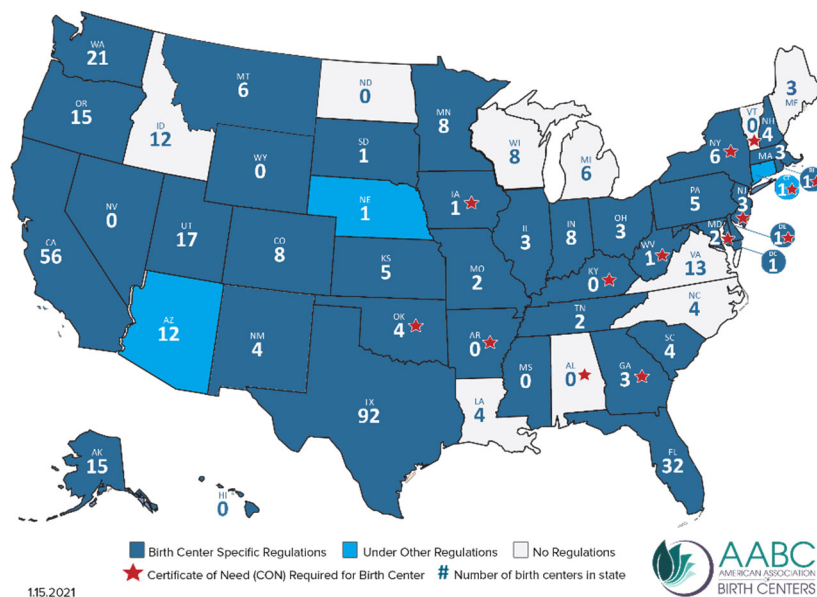 WA
21
OR
15
ID
12
MT
6
ND
0
MN
8
WI
8
MI
6
VT
0
NH
4
3
ME
NY
6
MA
3
CT
1
RI
1
SD
1
WY
0
NE
1
IA
1
NV
0
UT
17
CO
8
CA
56
KS
5
MO
2
IL
3
IN
8
OH
3
PA
5
NJ
3
MD
2
DE
1
DC
1
WV
1
VA
13
KY
0
NC
4
TN
2
SC
4
AZ
12
NM
4
OK
4
AR
0
MS
0
AL
0
GA
3
TX
92
LA
4
FL
32
AK
15
HI
0
Birth Center Specific Regulations Under Other Regulations No Regulations
Certificate of Need (CON) Required for Birth Center # Number of birth centers in state
1.15.2021
AABC
AMERICAN ASSOCIATION
OF
BIRTH CENTERS